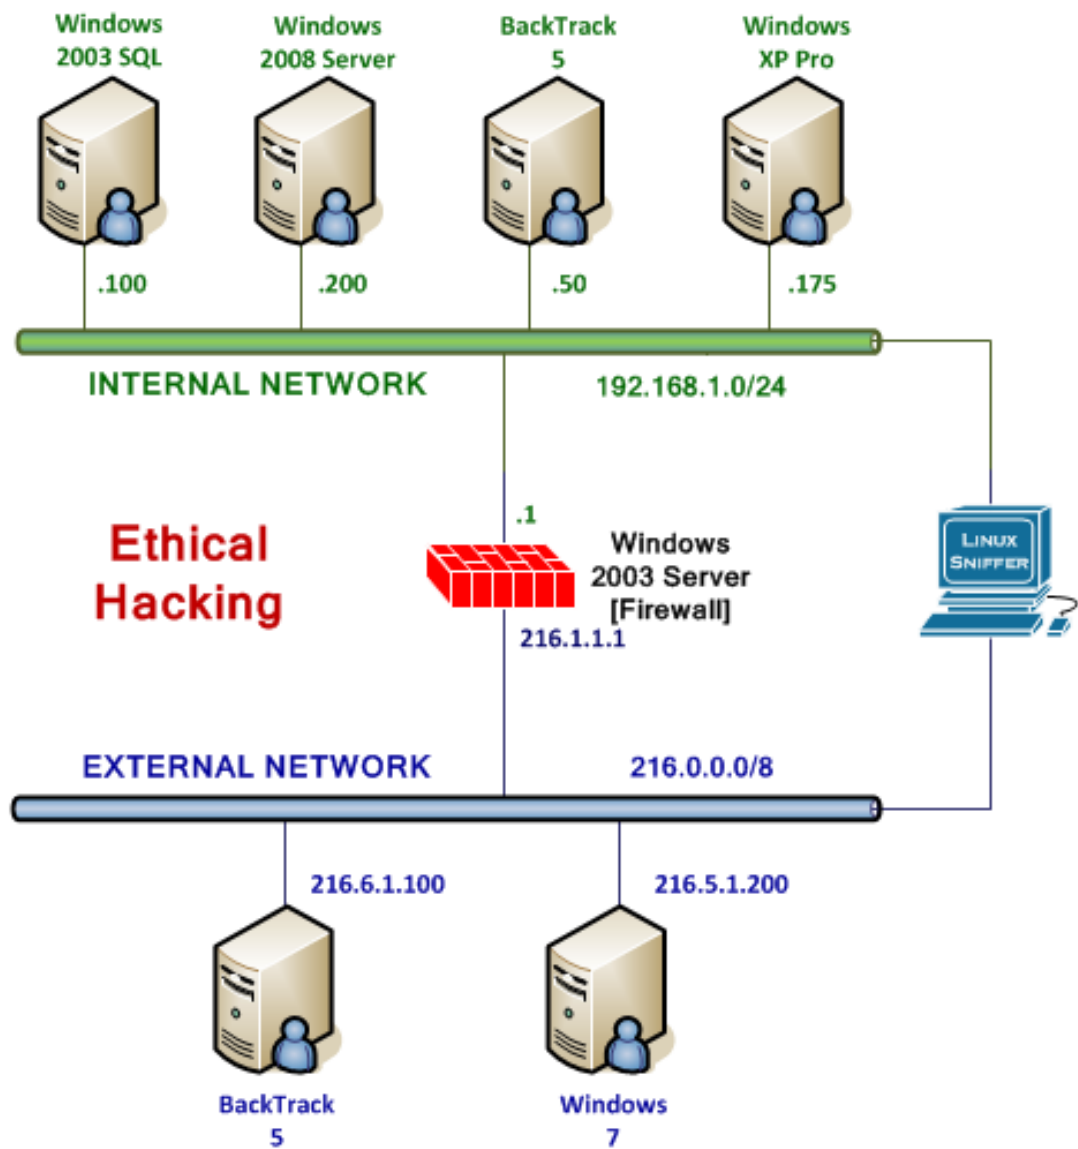 Windows
2003 SQL
Windows
2008 Server
BackTrack
5
Windows
XP Pro
.100
.200
.50
.175
INTERNAL NETWORK
192.168.1.0/24
Ethical
Hacking
.1
Windows
2003 Server
[Firewall]
216.1.1.1
LINUX
SNIFFER
EXTERNAL NETWORK
216.0.0.0/8
216.6.1.100
216.5.1.200
BackTrack
5
Windows
7